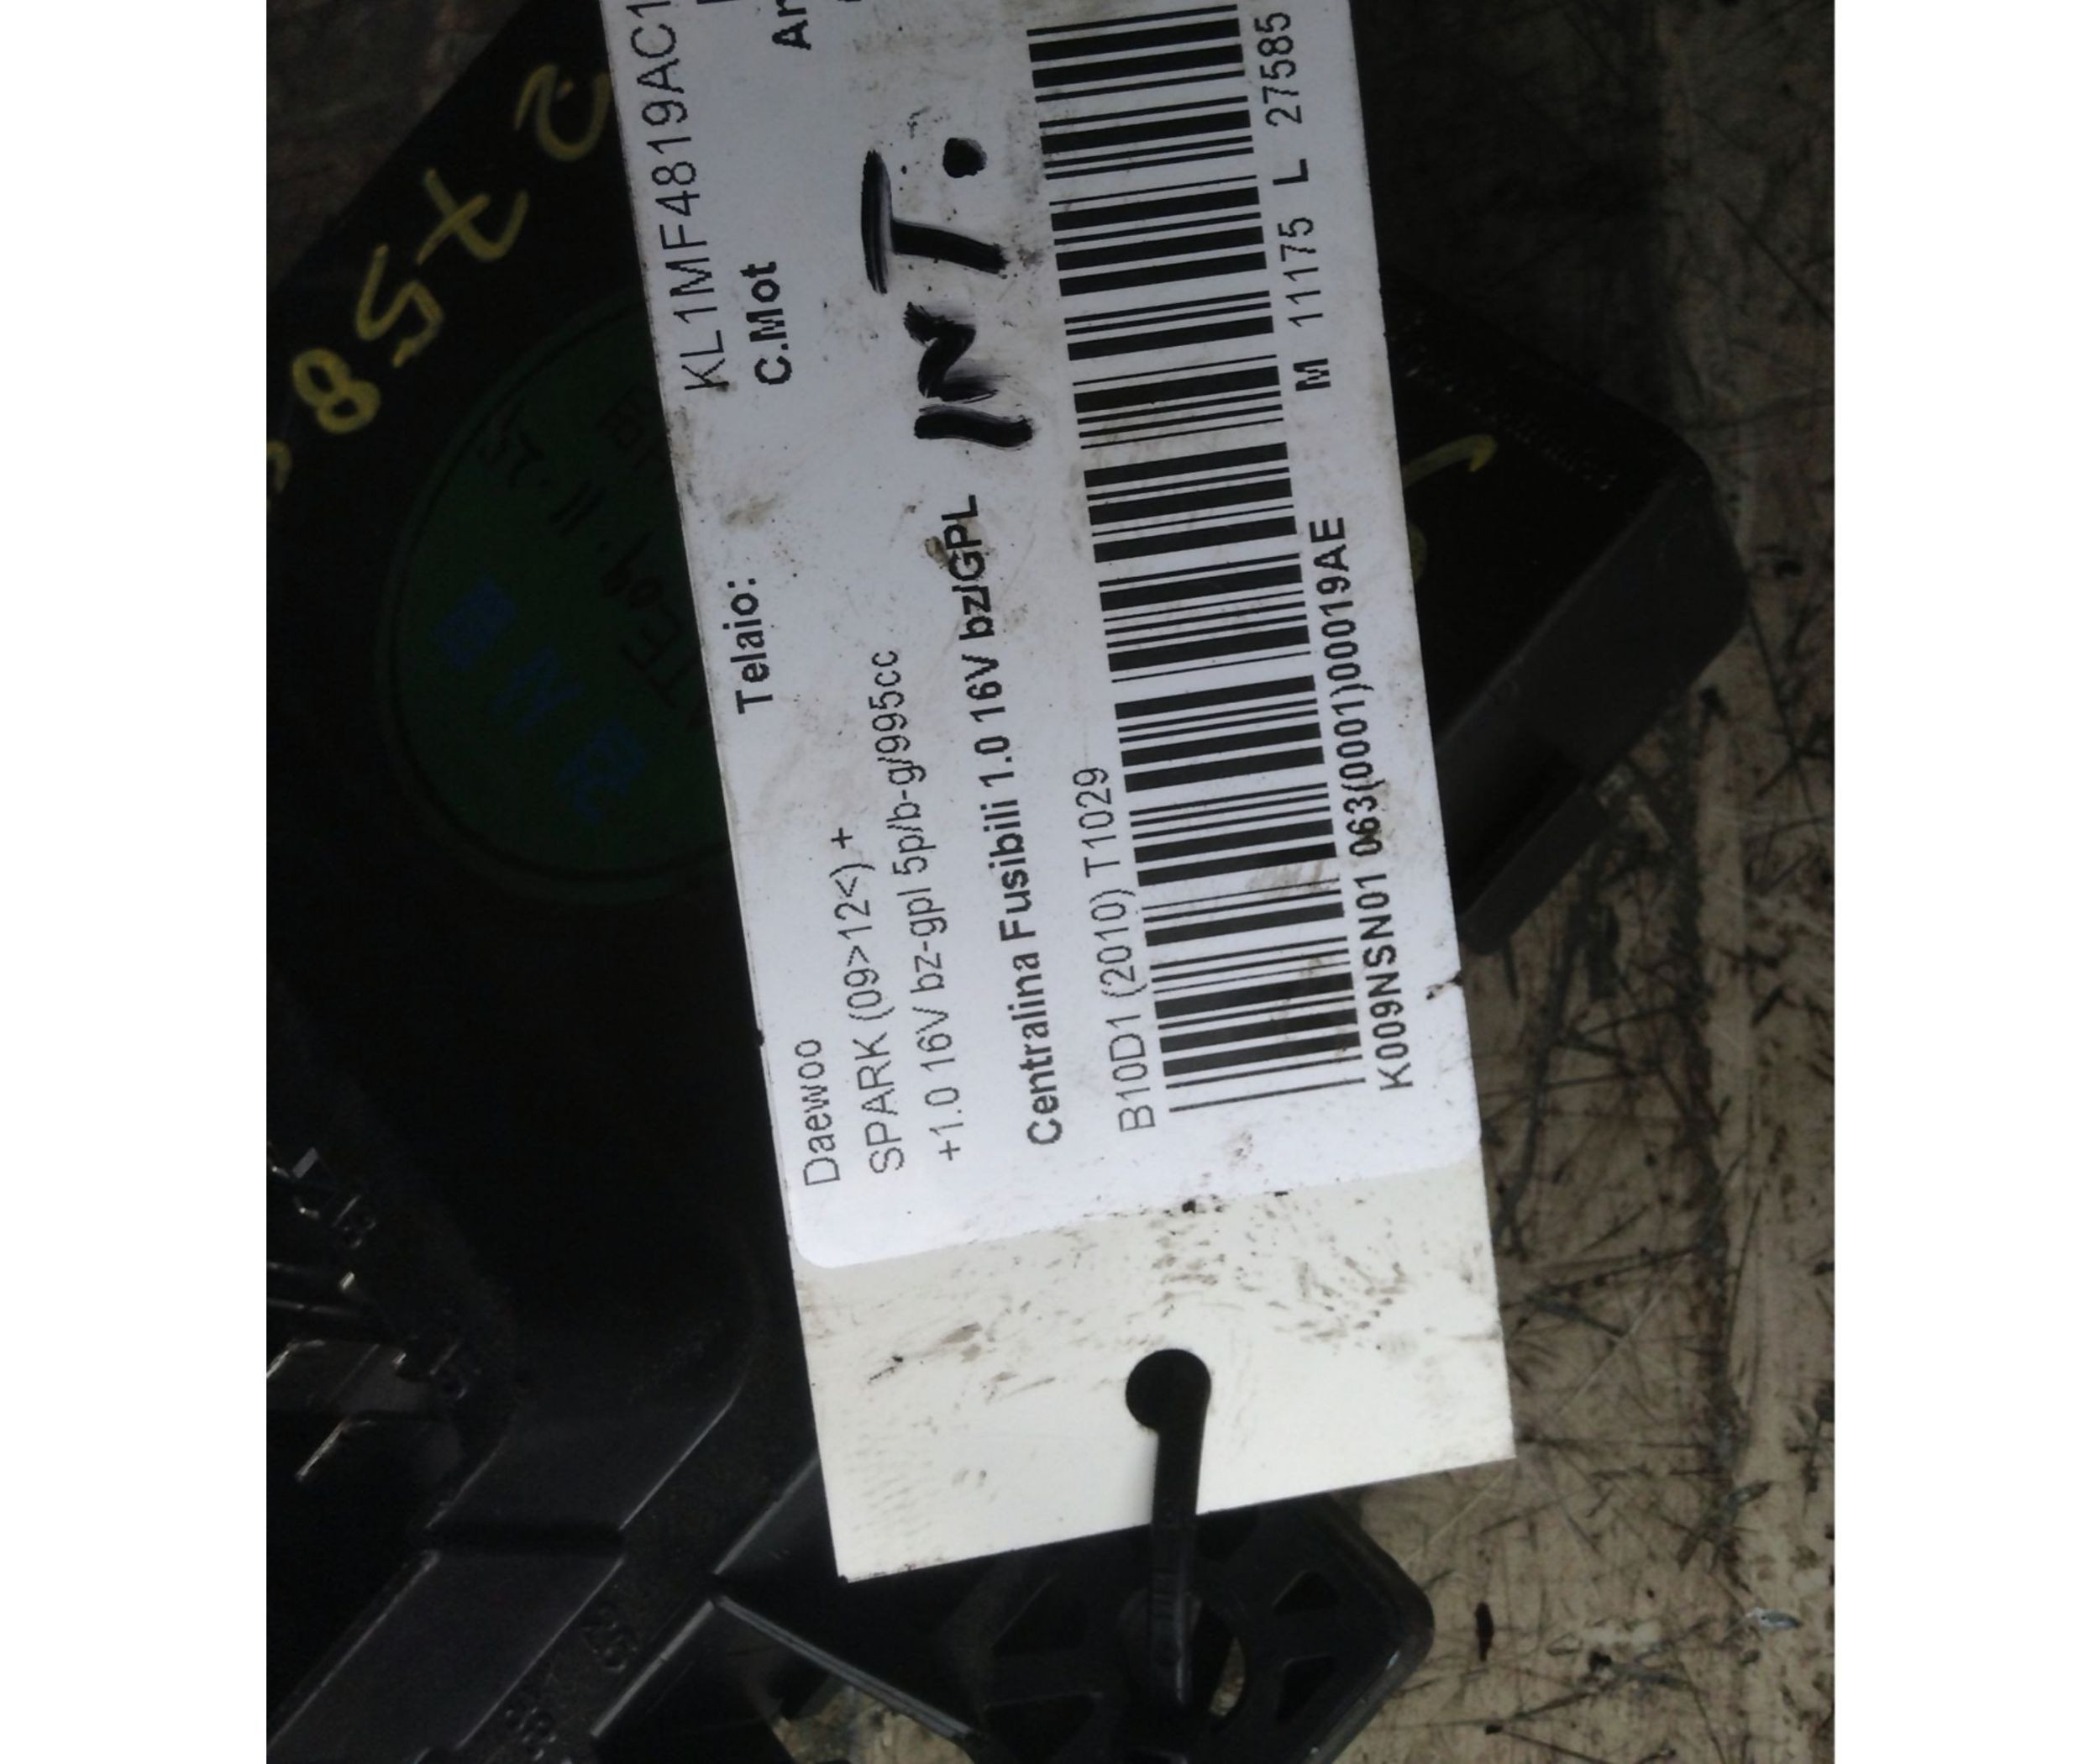 Telaio: KL1MF4819AC1
C.Mot
Daewoo
SPARK (09>12<) +
+1.0 16V bz-gpl 5p/b-g/995cc
Centralina Fusibili 1.0 16V bz/GPL
INT.
B10D1 (2010) T1029
M 11175 L 27585
K009NSN01 063(0001)00019AE
2758